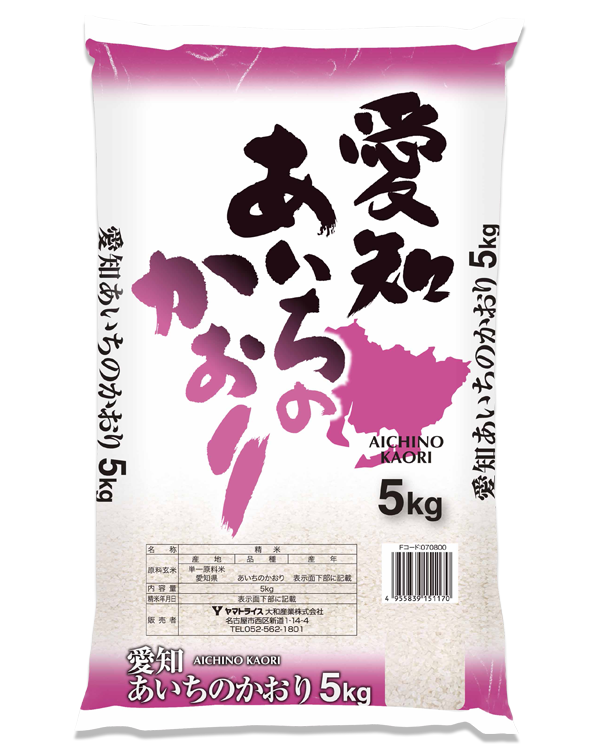 愛知
あいちの
かおり
AICHINO
KAORI
5kg
愛知あいちのかおり 5kg
愛知あいちのかおり 5kg
名称 精米
産地 品種 産年
原料玄米 単一原料米
愛知県 あいちのかおり 表示面下部に記載
内容量 5kg
精米年月日 表示面下部に記載
販売者 ヤマトライス 大和産業株式会社
名古屋市西区新道1-14-4
TEL052-562-1801
Fコード:070800
4 955839 151170
愛知 AICHINO KAORI
あいちのかおり 5kg